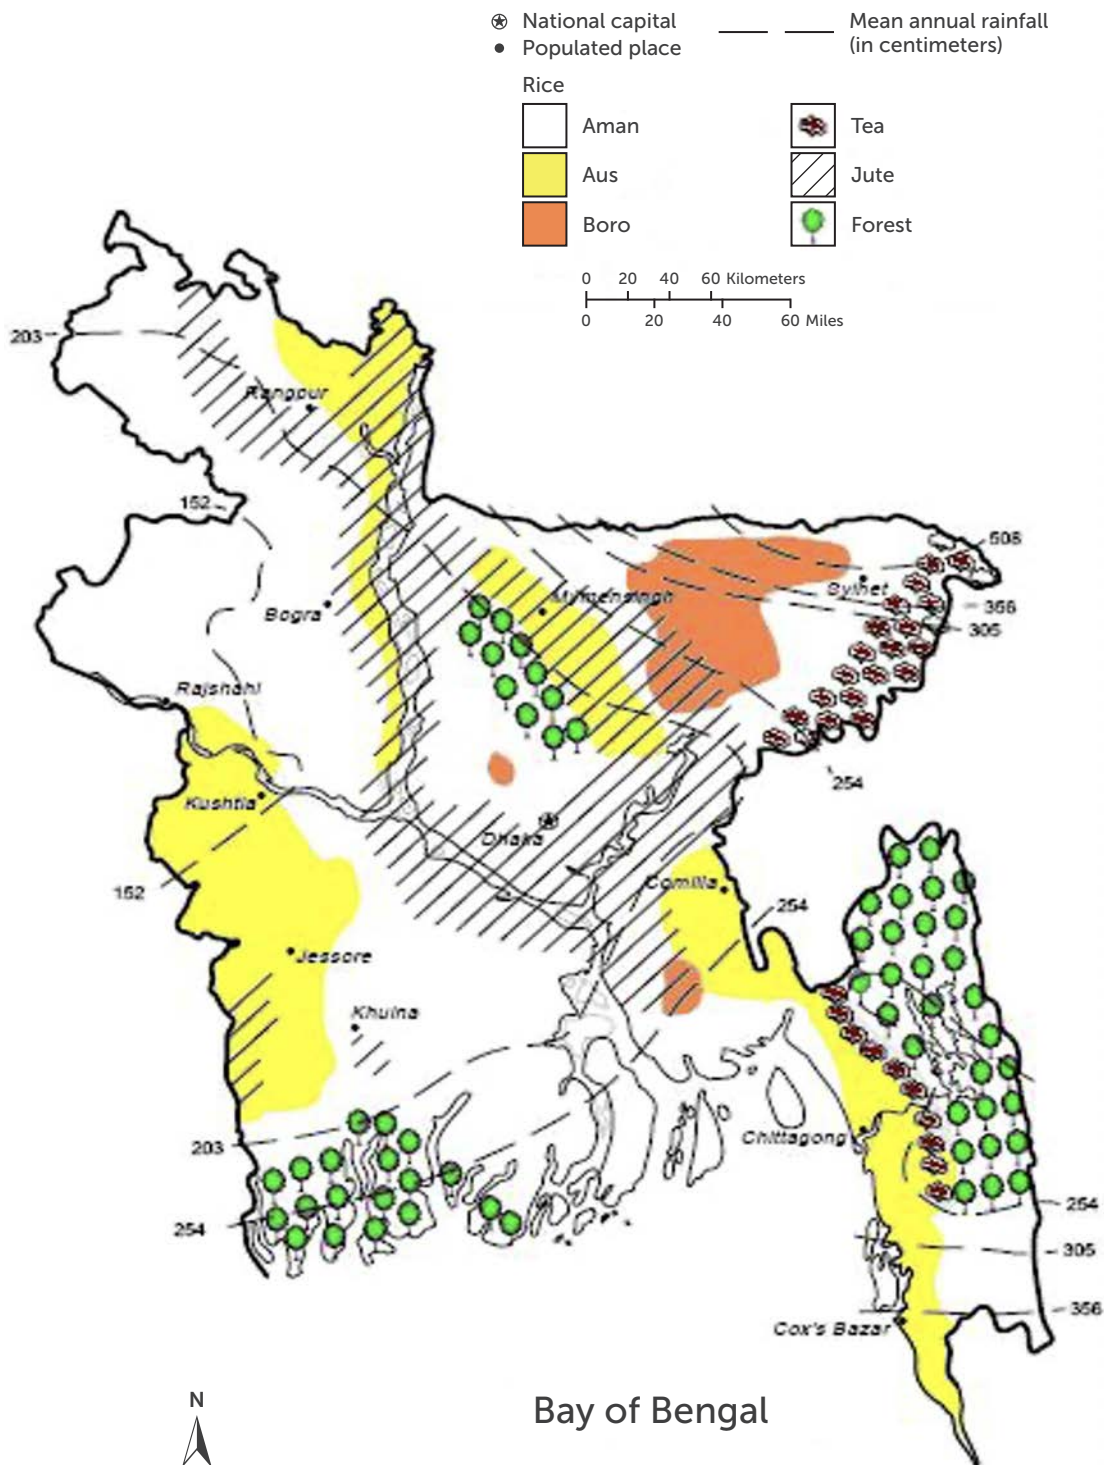 National capital
Populated place
Mean annual rainfall
(in centimeters)
Rice
Aman
Aus
Boro
Tea
Jute
Forest
0 20 40 60 Kilometers
0 20 40 60 Miles
203
Rangpur
152
508
Mymensingh
Sylhet
356
305
Bogra
Rajshahi
254
Kushtia
Dhaka
152
Comilla
254
Jessore
Khulna
Chittagong
203
254
254
305
356
Cox's Bazar
Bay of Bengal
N